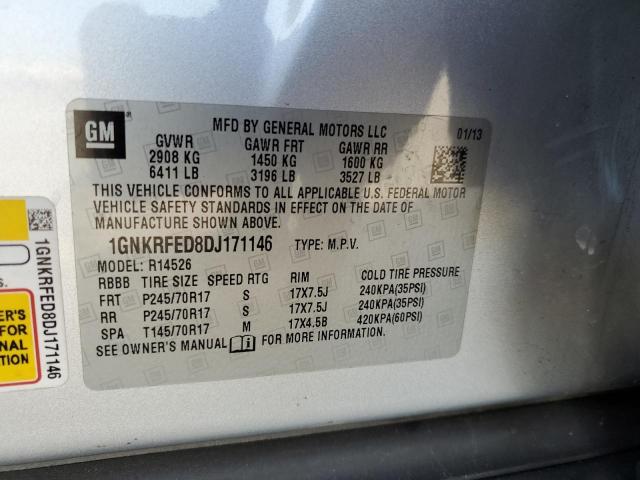 GM
MFD BY GENERAL MOTORS LLC 01/13
GVWR GAWR FRT GAWR RR
2908 KG 1450 KG 1600 KG
6411 LB 3196 LB 3527 LB
THIS VEHICLE CONFORMS TO ALL APPLICABLE U.S. FEDERAL MOTOR
VEHICLE SAFETY STANDARDS IN EFFECT ON THE DATE OF
MANUFACTURE SHOWN ABOVE.
1GNKRFED8DJ171146 TYPE: M.P.V.
MODEL: R14526
RBBB TIRE SIZE SPEED RTG RIM COLD TIRE PRESSURE
FRT P245/70R17 S 17X7.5J 240KPA(35PSI)
RR P245/70R17 S 17X7.5J 240KPA(35PSI)
SPA T145/70R17 M 17X4.5B 420KPA(60PSI)
SEE OWNER'S MANUAL FOR MORE INFORMATION.
1GNKRFED8DJ171146
ER'S
FOR
NAL
ATION